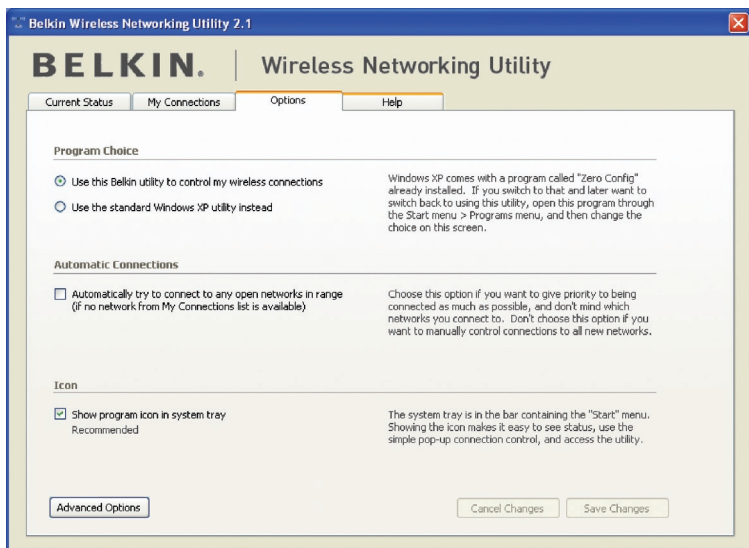 Belkin Wireless Networking Utility 2.1
BELKIN. | Wireless Networking Utility
Current Status
My Connections
Options
Help
Program Choice
Use this Belkin utility to control my wireless connections
Use the standard Windows XP utility instead
Windows XP comes with a program called "Zero Config"
already installed. If you switch to that and later want to
switch back to using this utility, open this program through
the Start menu > Programs menu, and then change the
choice on this screen.
Automatic Connections
Automatically try to connect to any open networks in range
(if no network from My Connections list is available)
Choose this option if you want to give priority to being
connected as much as possible, and don't mind which
networks you connect to. Don't choose this option if you
want to manually control connections to all new networks.
Icon
Show program icon in system tray
Recommended
The system tray is in the bar containing the "Start" menu.
Showing the icon makes it easy to see status, use the
simple pop-up connection control, and access the utility.
Advanced Options
Cancel Changes
Save Changes